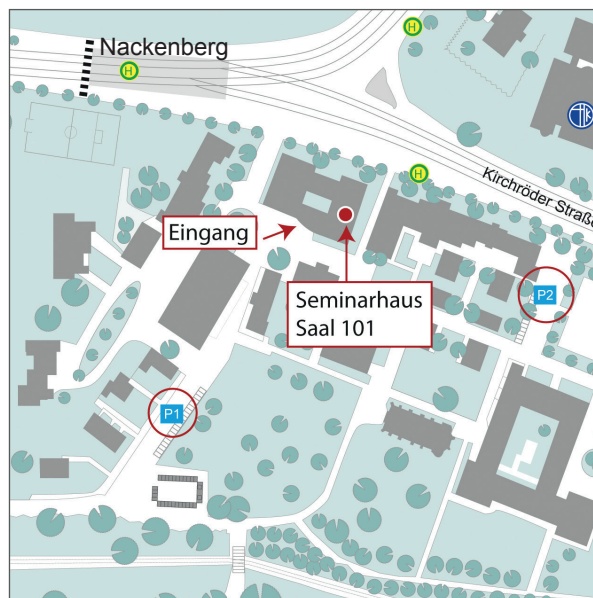 H
Nackenberg
H
H
Kirchröder Straße
Eingang
Seminarhaus
Saal 101
P2
P1